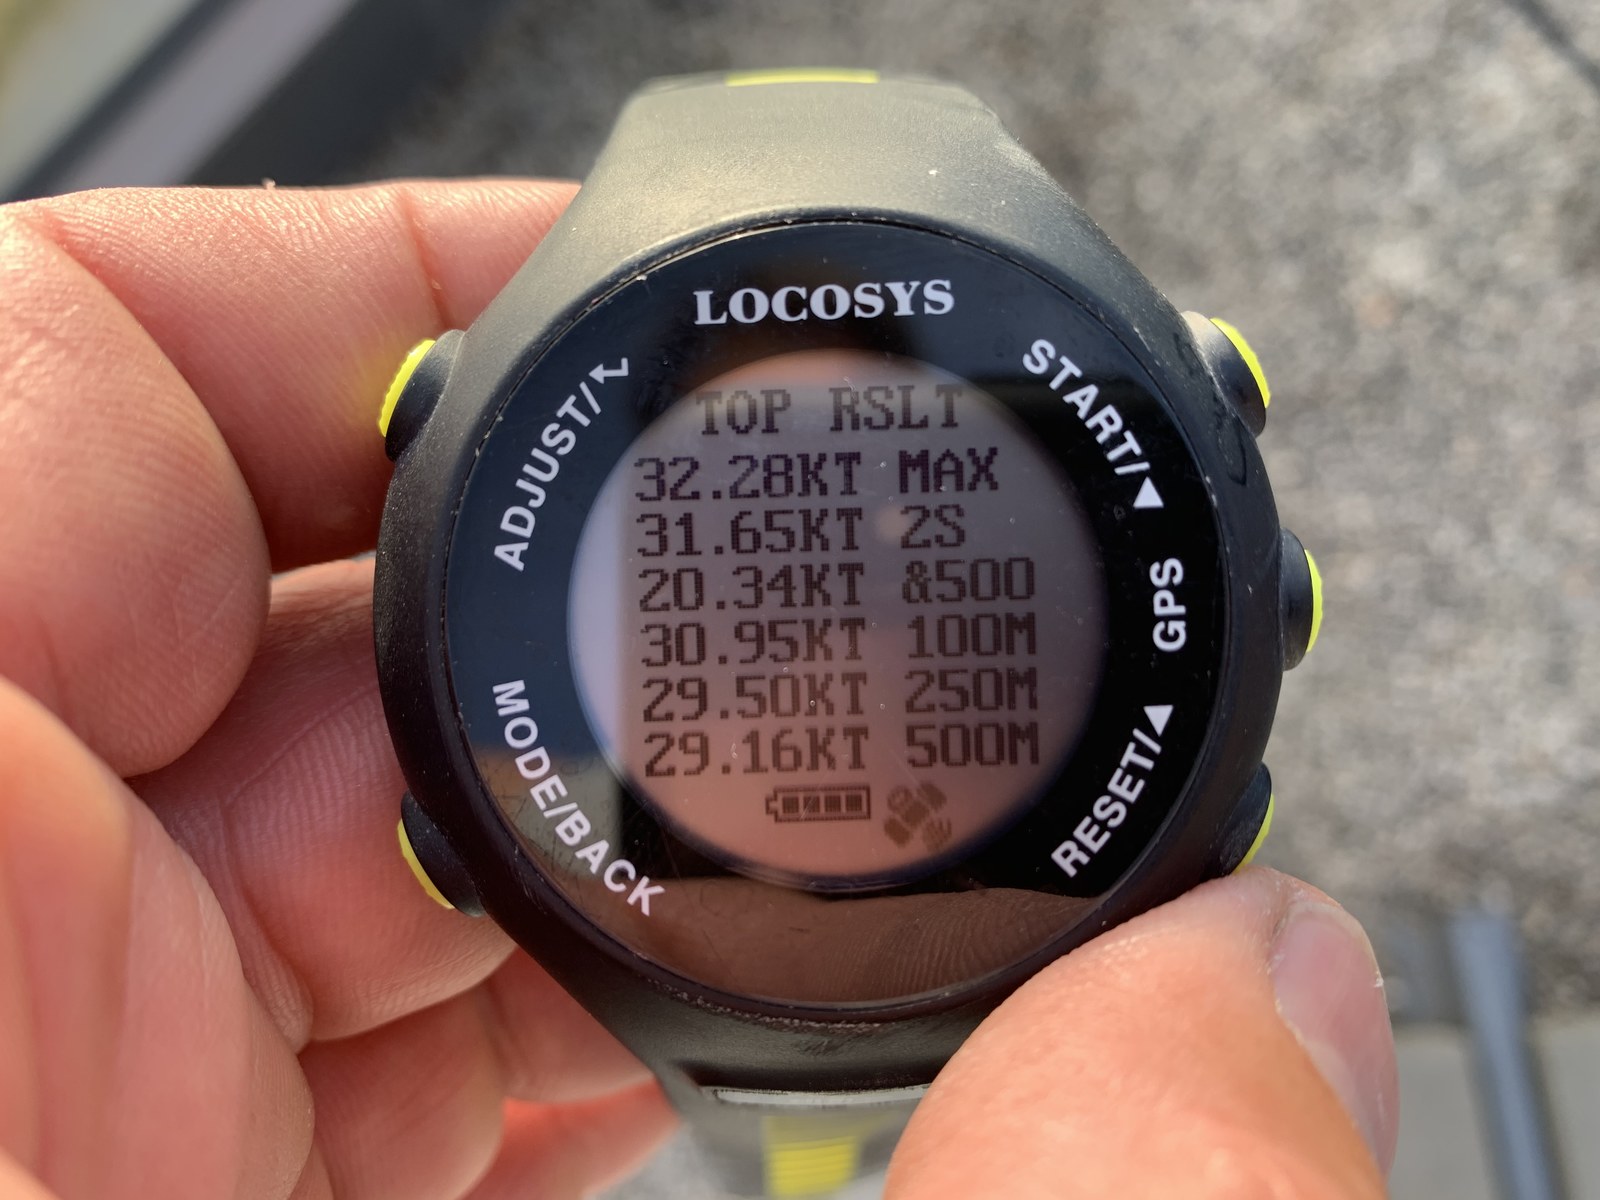 LOCOSYS
ADJUST/↖
START/▼
TOP RSLT
32.28KT MAX
31.65KT 2S
20.34KT &500
30.95KT 100M
29.50KT 250M
29.16KT 500M
GPS
MODE/BACK
RESET/▲